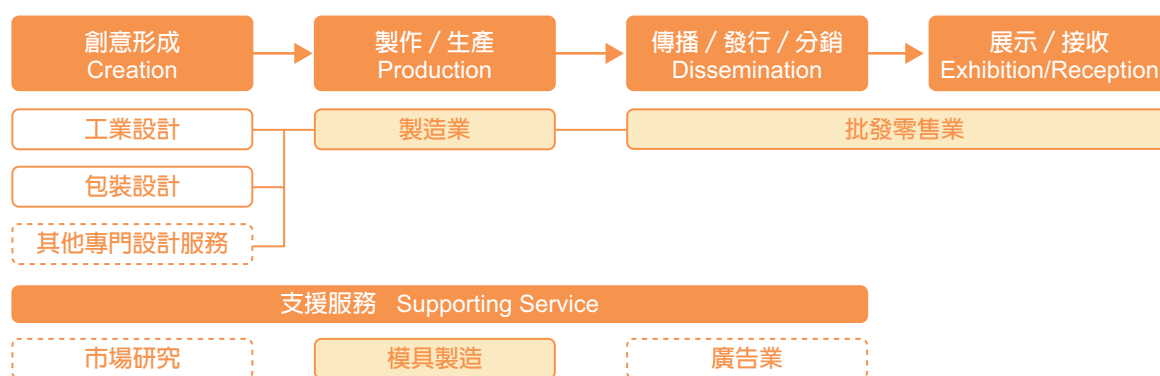 創意形成
Creation
製作 / 生產
Production
傳播 / 發行 / 分銷
Dissemination
展示 / 接收
Exhibition/Reception
工業設計
製造業
批發零售業
包裝設計
其他專門設計服務
支援服務 Supporting Service
市場研究
模具製造
廣告業